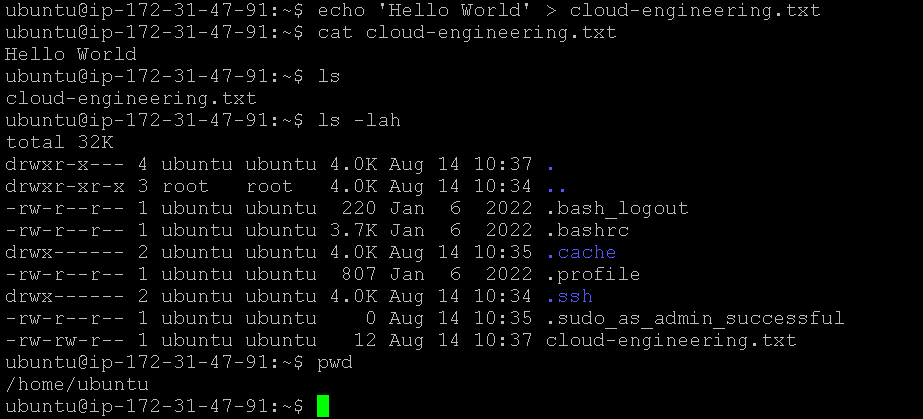 ubuntu@ip-172-31-47-91:~$ echo 'Hello World' > cloud-engineering.txt
ubuntu@ip-172-31-47-91:~$ cat cloud-engineering.txt
Hello World
ubuntu@ip-172-31-47-91:~$ ls
cloud-engineering.txt
ubuntu@ip-172-31-47-91:~$ ls -lah
total 32K
drwxr-x--- 4 ubuntu ubuntu 4.0K Aug 14 10:37 .
drwxr-xr-x 3 root   root   4.0K Aug 14 10:34 ..
-rw-r--r-- 1 ubuntu ubuntu  220 Jan  6  2022 .bash_logout
-rw-r--r-- 1 ubuntu ubuntu 3.7K Jan  6  2022 .bashrc
drwx------ 2 ubuntu ubuntu 4.0K Aug 14 10:35 .cache
-rw-r--r-- 1 ubuntu ubuntu  807 Jan  6  2022 .profile
drwx------ 2 ubuntu ubuntu 4.0K Aug 14 10:34 .ssh
-rw-r--r-- 1 ubuntu ubuntu    0 Aug 14 10:35 .sudo_as_admin_successful
-rw-rw-r-- 1 ubuntu ubuntu   12 Aug 14 10:37 cloud-engineering.txt
ubuntu@ip-172-31-47-91:~$ pwd
/home/ubuntu
ubuntu@ip-172-31-47-91:~$